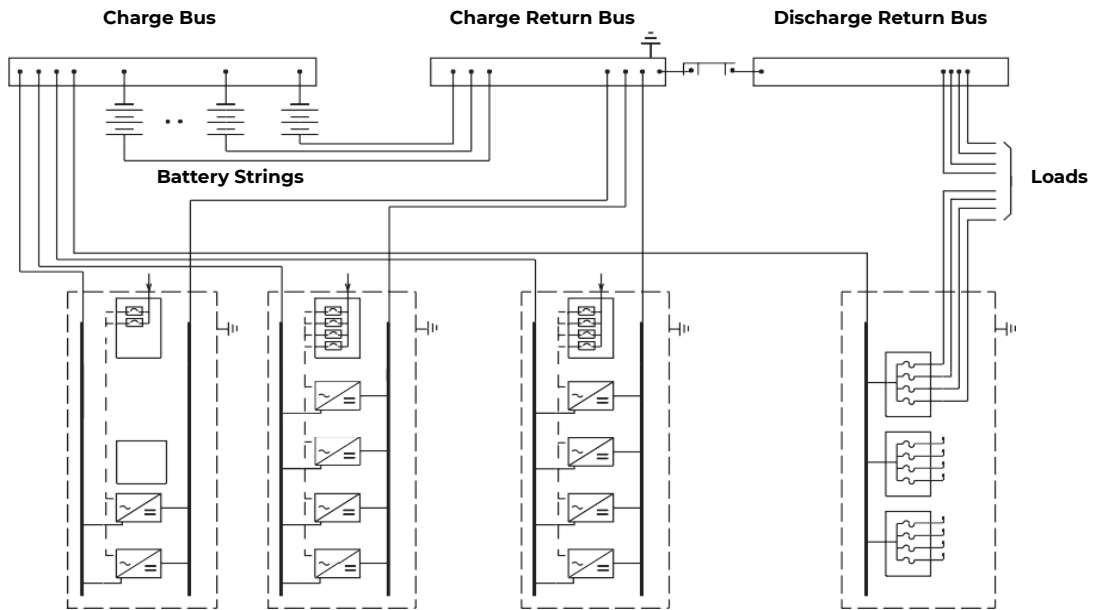 Charge Bus
Charge Return Bus
Discharge Return Bus
Battery Strings
Loads